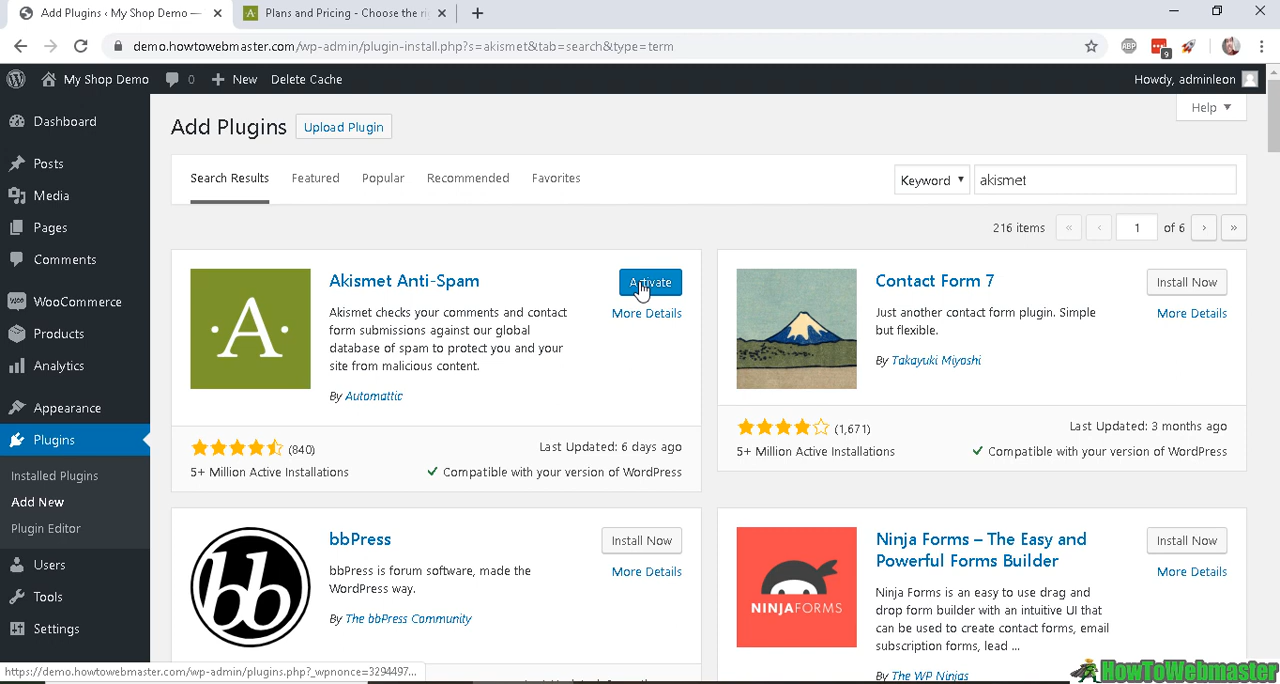 Add Plugins ‹ My Shop Demo —
Plans and Pricing - Choose the ri
demo.howtowebmaster.com/wp-admin/plugin-install.php?s=akismet&tab=search&type=term
ABP
9
My Shop Demo
0
New
Delete Cache
Howdy, adminleon
Dashboard
Posts
Media
Pages
Comments
WooCommerce
Products
Analytics
Appearance
Plugins
Installed Plugins
Add New
Plugin Editor
Users
Tools
Settings
Help
Add Plugins
Upload Plugin
Search Results
Featured
Popular
Recommended
Favorites
Keyword
akismet
216 items
«
‹
1
of 6
›
»
·A·
Akismet Anti-Spam
Activate
More Details
Akismet checks your comments and contact
form submissions against our global
database of spam to protect you and your
site from malicious content.
By Automattic
(840)
Last Updated: 6 days ago
5+ Million Active Installations
Compatible with your version of WordPress
Contact Form 7
Install Now
More Details
Just another contact form plugin. Simple
but flexible.
By Takayuki Miyoshi
(1,671)
Last Updated: 3 months ago
5+ Million Active Installations
Compatible with your version of WordPress
bb
bbPress
Install Now
More Details
bbPress is forum software, made the
WordPress way.
By The bbPress Community
NINJAFORMS
Ninja Forms – The Easy and
Powerful Forms Builder
Install Now
More Details
Ninja Forms is an easy to use drag and
drop form builder with an intuitive UI that
can be used to create contact forms, email
subscription forms, lead ...
By The WP Ninjas
https://demo.howtowebmaster.com/wp-admin/plugins.php?_wpnonce=3294497...
HowToWebmaster